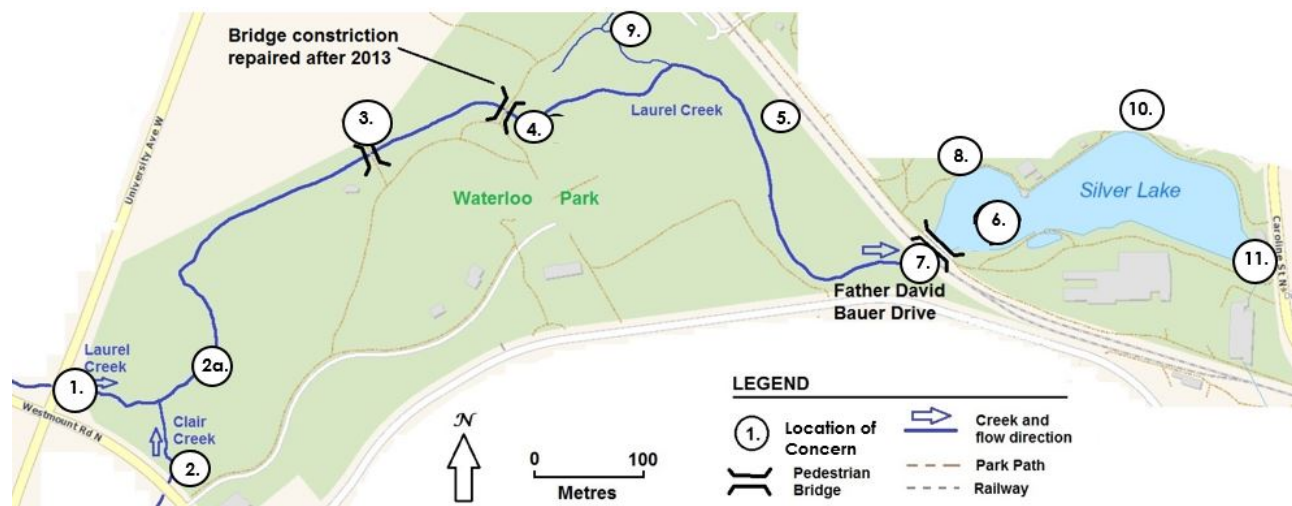 Bridge constriction
repaired after 2013
9.
3.
4.
Laurel Creek
5.
10.
8.
Silver Lake
6.
University Ave W
Waterloo Park
7.
11.
Caroline St N
Father David
Bauer Drive
2a.
Laurel
Creek
1.
Westmount Rd N
Clair
Creek
2.
N
0 100
Metres
LEGEND
1.
Location of
Concern
Creek and
flow direction
Pedestrian
Bridge
Park Path
Railway